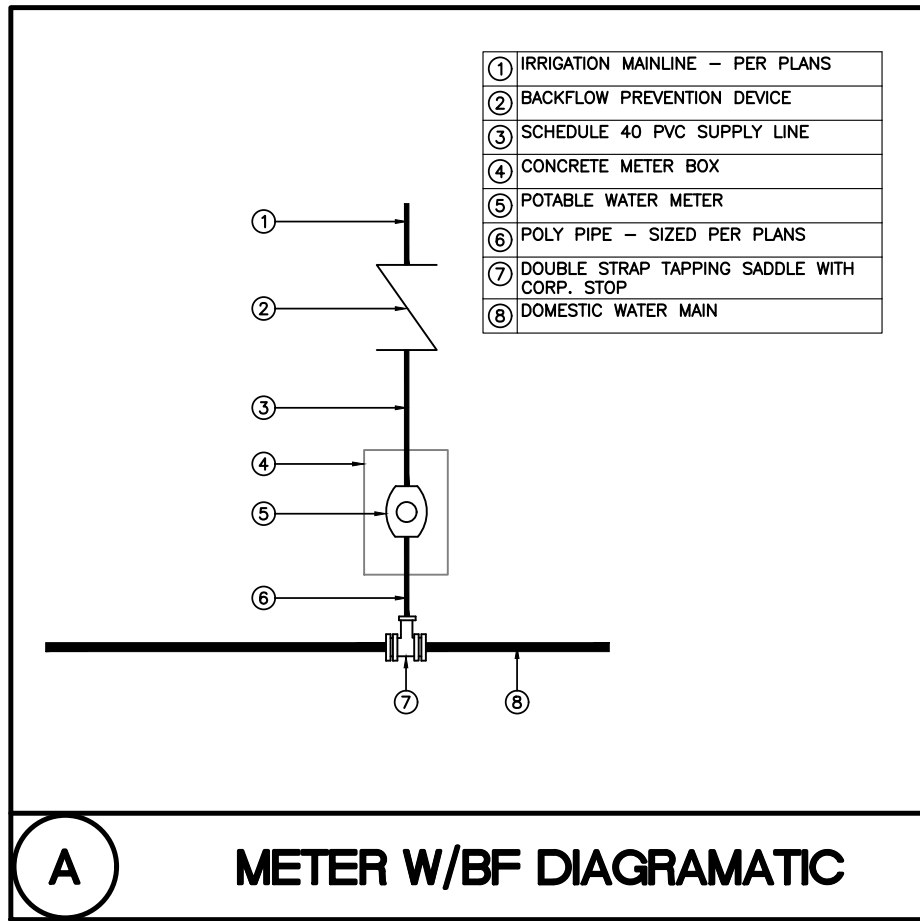 1 IRRIGATION MAINLINE – PER PLANS
2 BACKFLOW PREVENTION DEVICE
3 SCHEDULE 40 PVC SUPPLY LINE
4 CONCRETE METER BOX
5 POTABLE WATER METER
6 POLY PIPE – SIZED PER PLANS
7 DOUBLE STRAP TAPPING SADDLE WITH
CORP. STOP
8 DOMESTIC WATER MAIN
1
2
3
4
5
6
7
8
A
METER W/BF DIAGRAMATIC